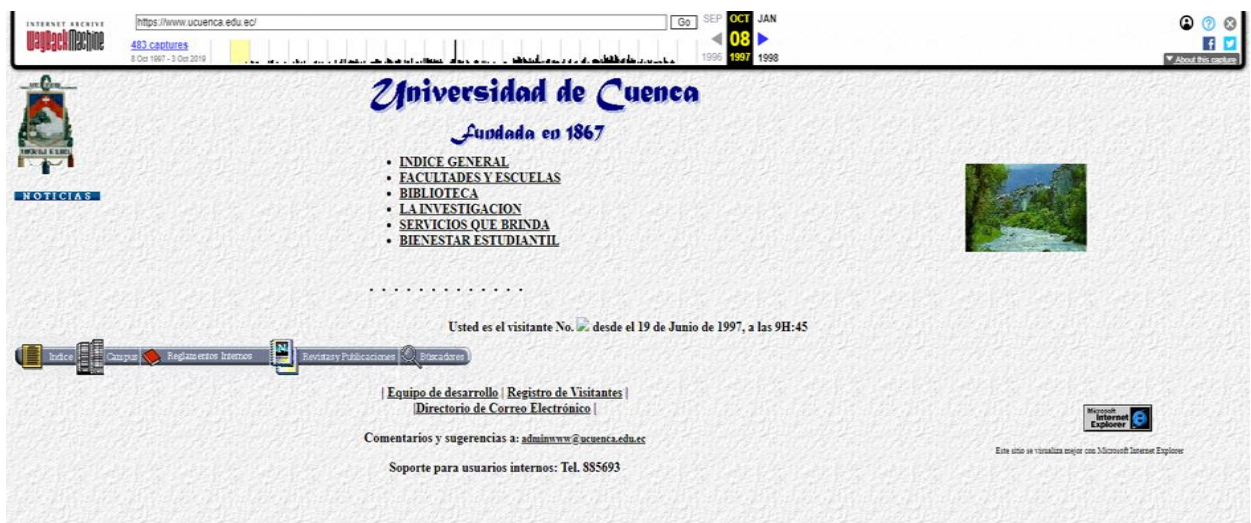 INTERNET ARCHIVE
WayBackMachine
https://www.ucuenca.edu.ec/
Go
SEP OCT JAN
08
1996 1997 1998
483 captures
8 Oct 1997 - 3 Oct 2019
About this capture
Universidad de Cuenca
Fundada en 1867
NOTICIAS
• INDICE GENERAL
• FACULTADES Y ESCUELAS
• BIBLIOTECA
• LA INVESTIGACION
• SERVICIOS QUE BRINDA
• BIENESTAR ESTUDIANTIL
. . . . . . . . . . . . .
Usted es el visitante No. desde el 19 de Junio de 1997, a las 9H:45
Indice Campus Reglamentos Internos Revistas y Publicaciones Buscadores
| Equipo de desarrollo | Registro de Visitantes |
|Directorio de Correo Electrónico |
Comentarios y sugerencias a: adminwww@ucuenca.edu.ec
Soporte para usuarios internos: Tel. 885693
Microsoft
Internet
Explorer
Este sitio se visualiza mejor con Microsoft Internet Explorer